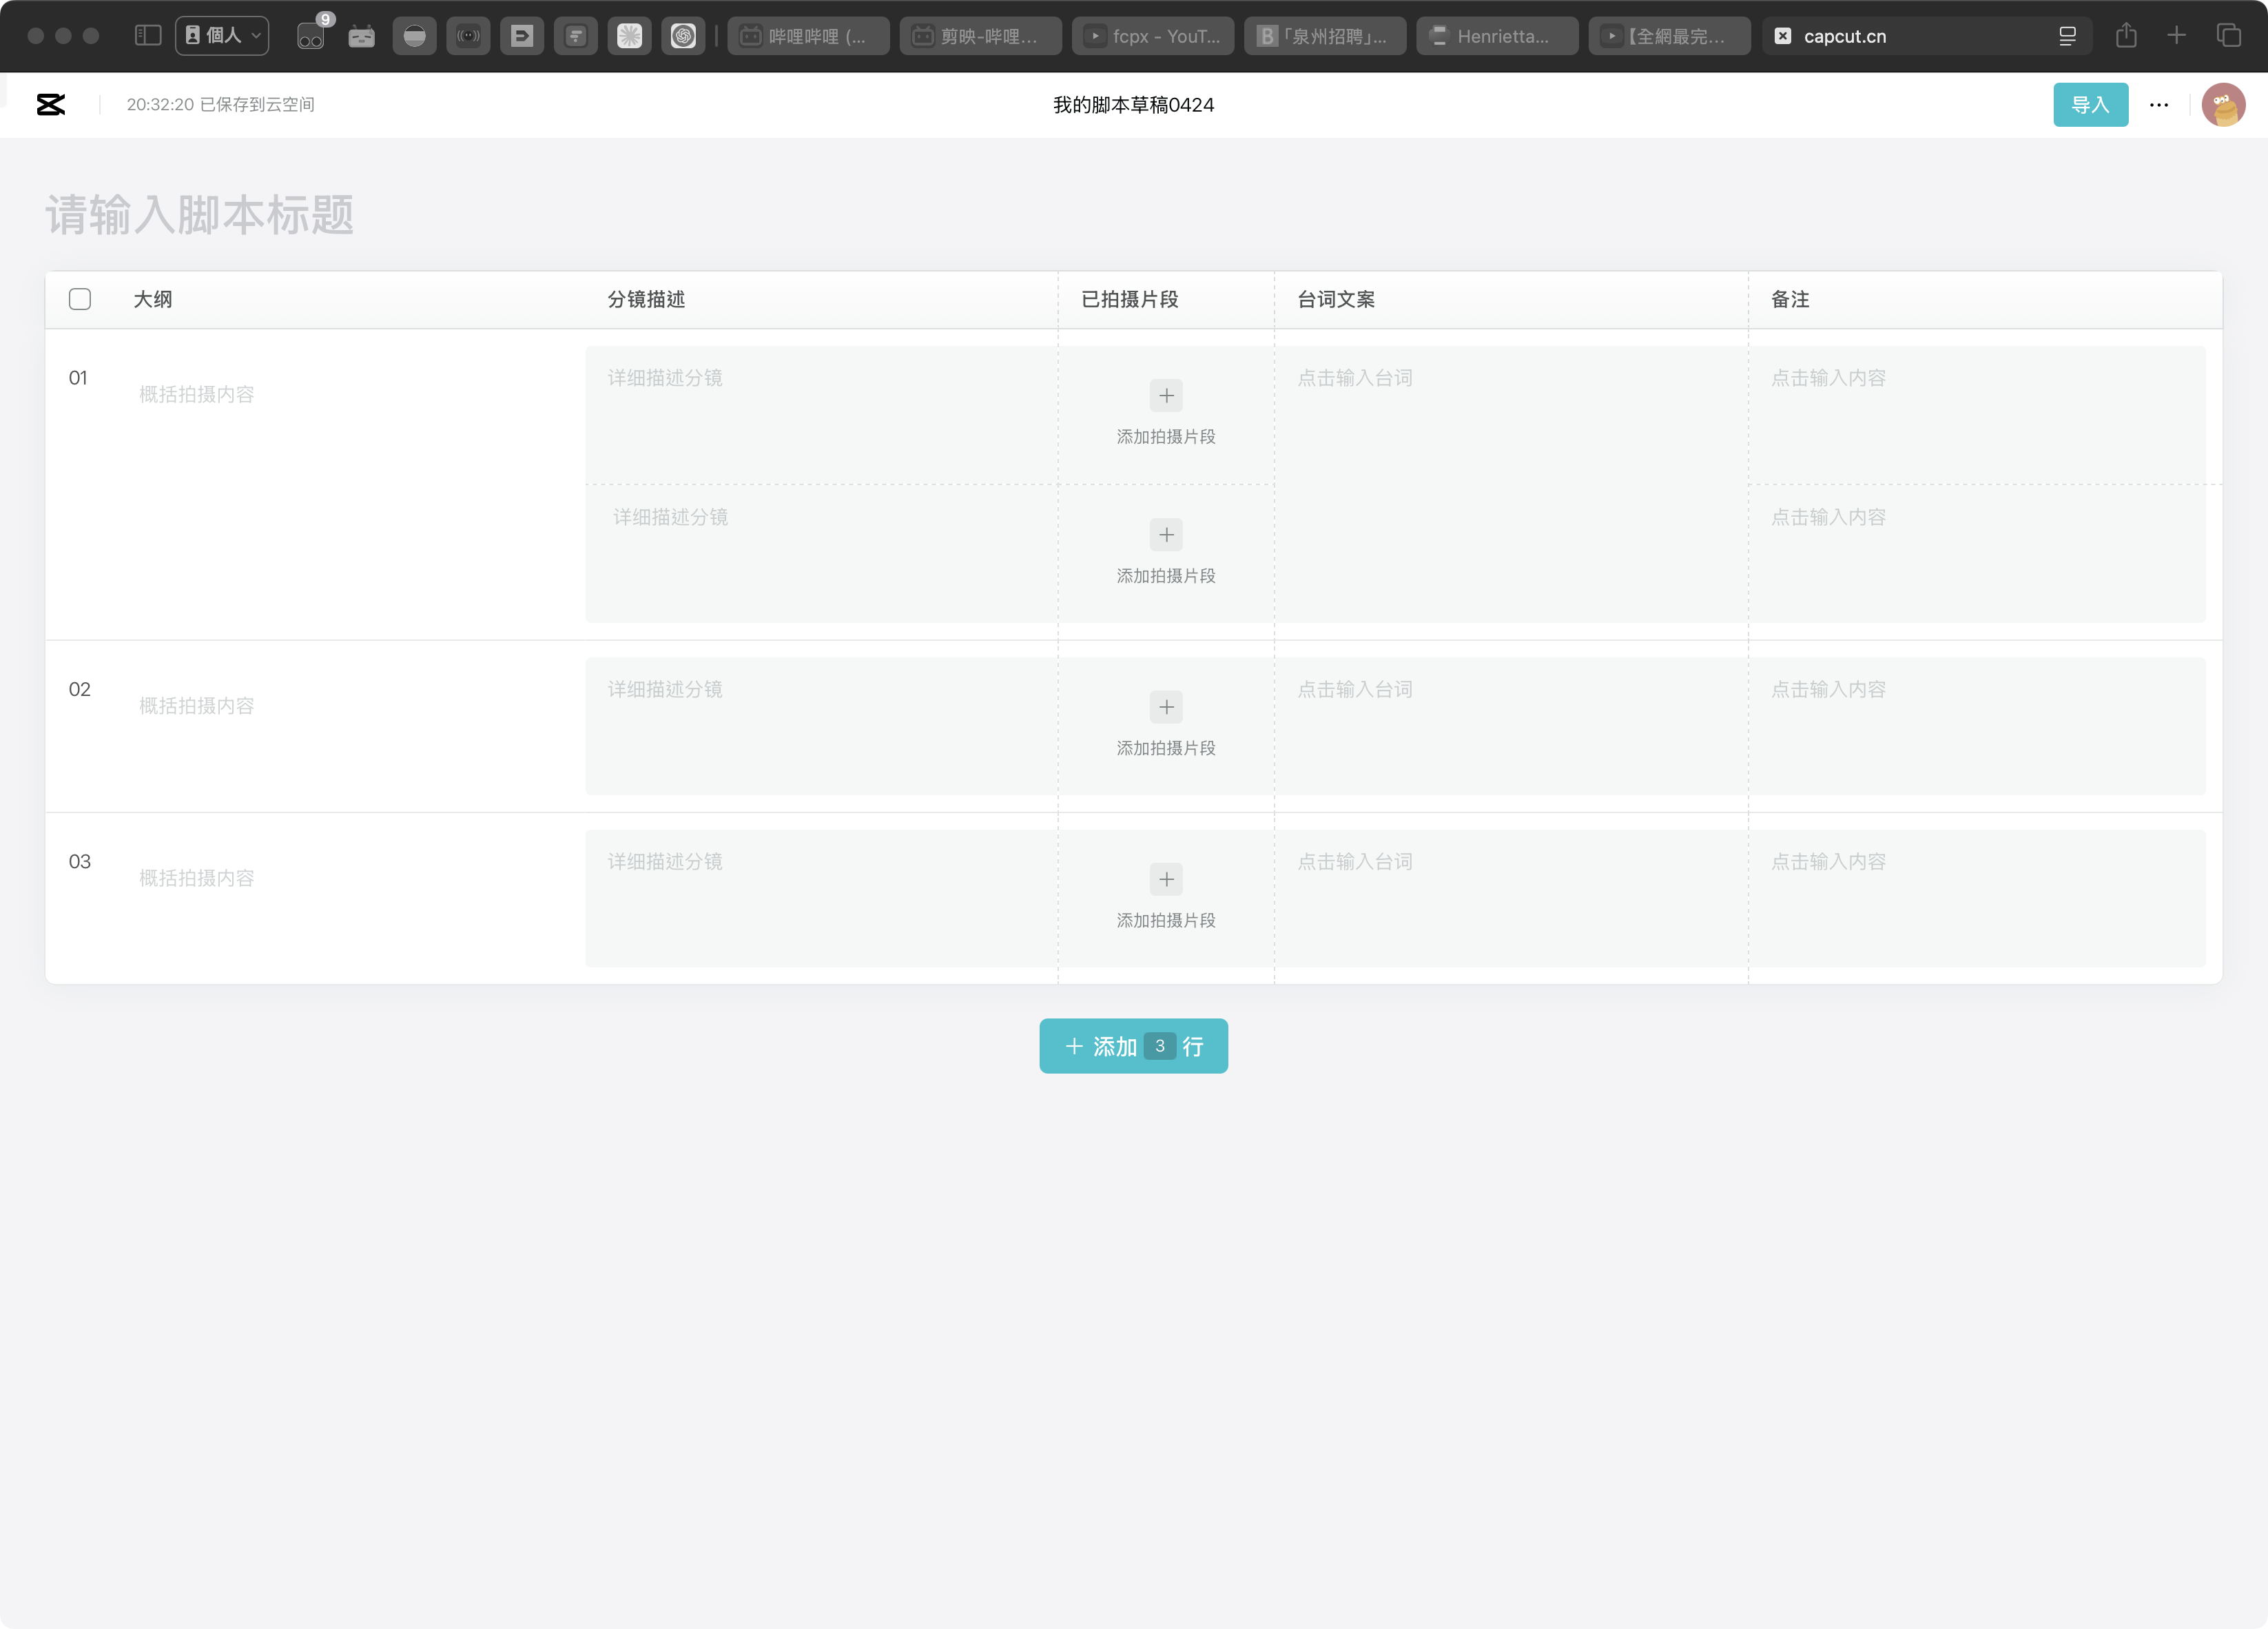 個人
9
哔哩哔哩 (...
剪映-哔哩...
fcpx - YouT...
B「泉州招聘」...
Henrietta...
【全網最完...
capcut.cn
20:32:20 已保存到云空间
我的脚本草稿0424
导入
请输入脚本标题
大纲
分镜描述
已拍摄片段
台词文案
备注
01
概括拍摄内容
详细描述分镜
添加拍摄片段
点击输入台词
点击输入内容
详细描述分镜
添加拍摄片段
点击输入内容
02
概括拍摄内容
详细描述分镜
添加拍摄片段
点击输入台词
点击输入内容
03
概括拍摄内容
详细描述分镜
添加拍摄片段
点击输入台词
点击输入内容
添加 3 行